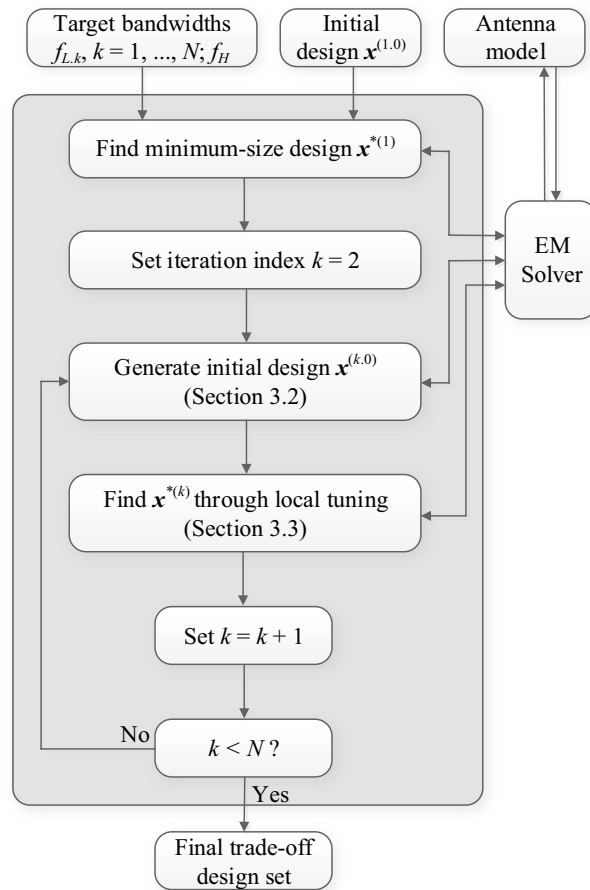 Target bandwidths
f_{L.k}, k = 1, ..., N; f_H
Initial
design x^{(1.0)}
Antenna
model
Find minimum-size design x^{*(1)}
Set iteration index k = 2
EM
Solver
Generate initial design x^{(k.0)}
(Section 3.2)
Find x^{*(k)} through local tuning
(Section 3.3)
Set k = k + 1
No
k < N ?
Yes
Final trade-off
design set